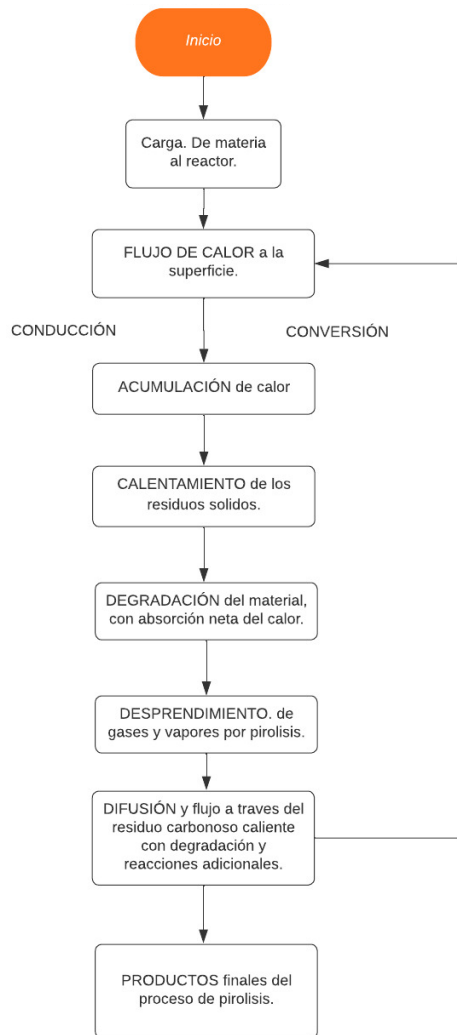 Inicio
Carga. De materia
al reactor.
FLUJO DE CALOR a la
superficie.
CONDUCCIÓN
CONVERSIÓN
ACUMULACIÓN de calor
CALENTAMIENTO de los
residuos solidos.
DEGRADACIÓN del material,
con absorción neta del calor.
DESPRENDIMIENTO. de
gases y vapores por pirolisis.
DIFUSIÓN y flujo a traves del
residuo carbonoso caliente
con degradación y
reacciones adicionales.
PRODUCTOS finales del
proceso de pirolisis.